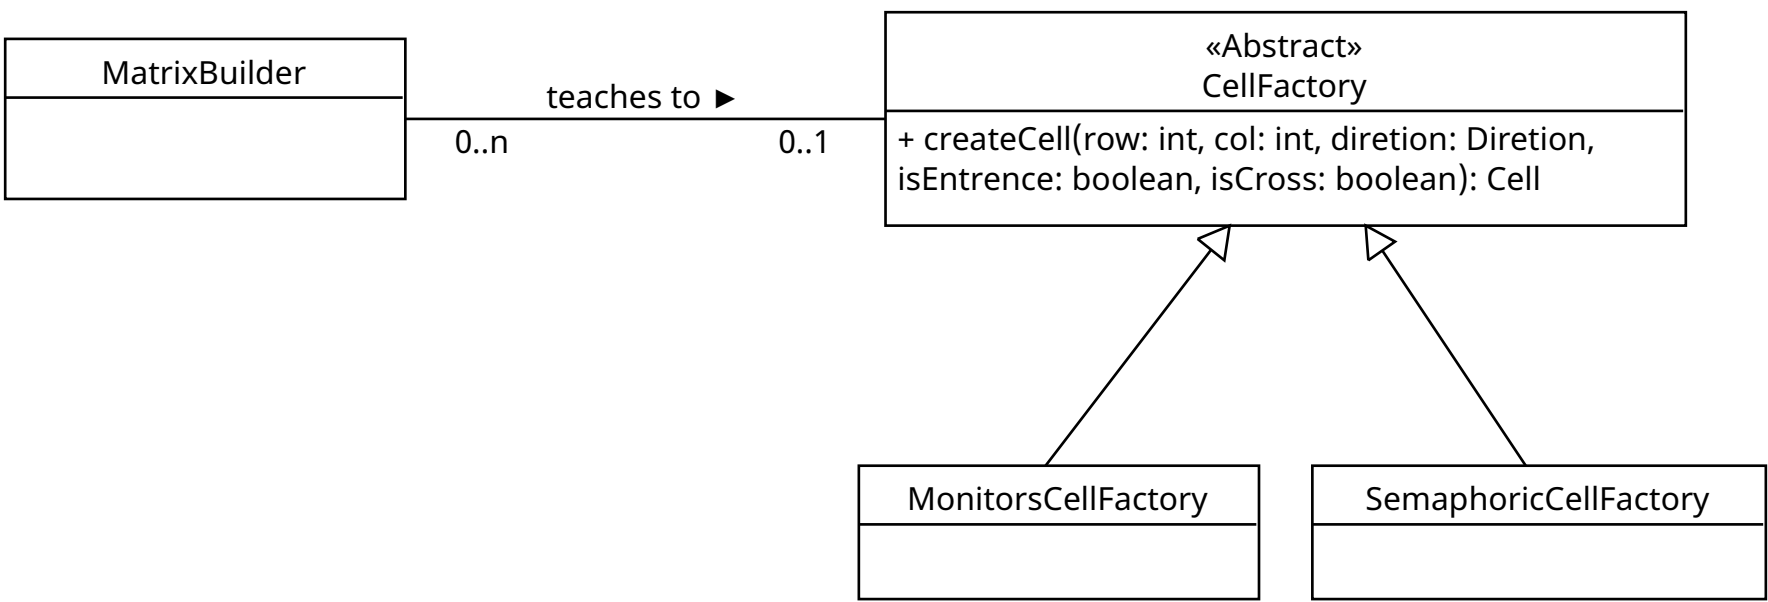 MatrixBuilder
teaches to ►
0..n
0..1
«Abstract»
CellFactory
+ createCell(row: int, col: int, diretion: Diretion,
isEntrence: boolean, isCross: boolean): Cell
MonitorsCellFactory
SemaphoricCellFactory